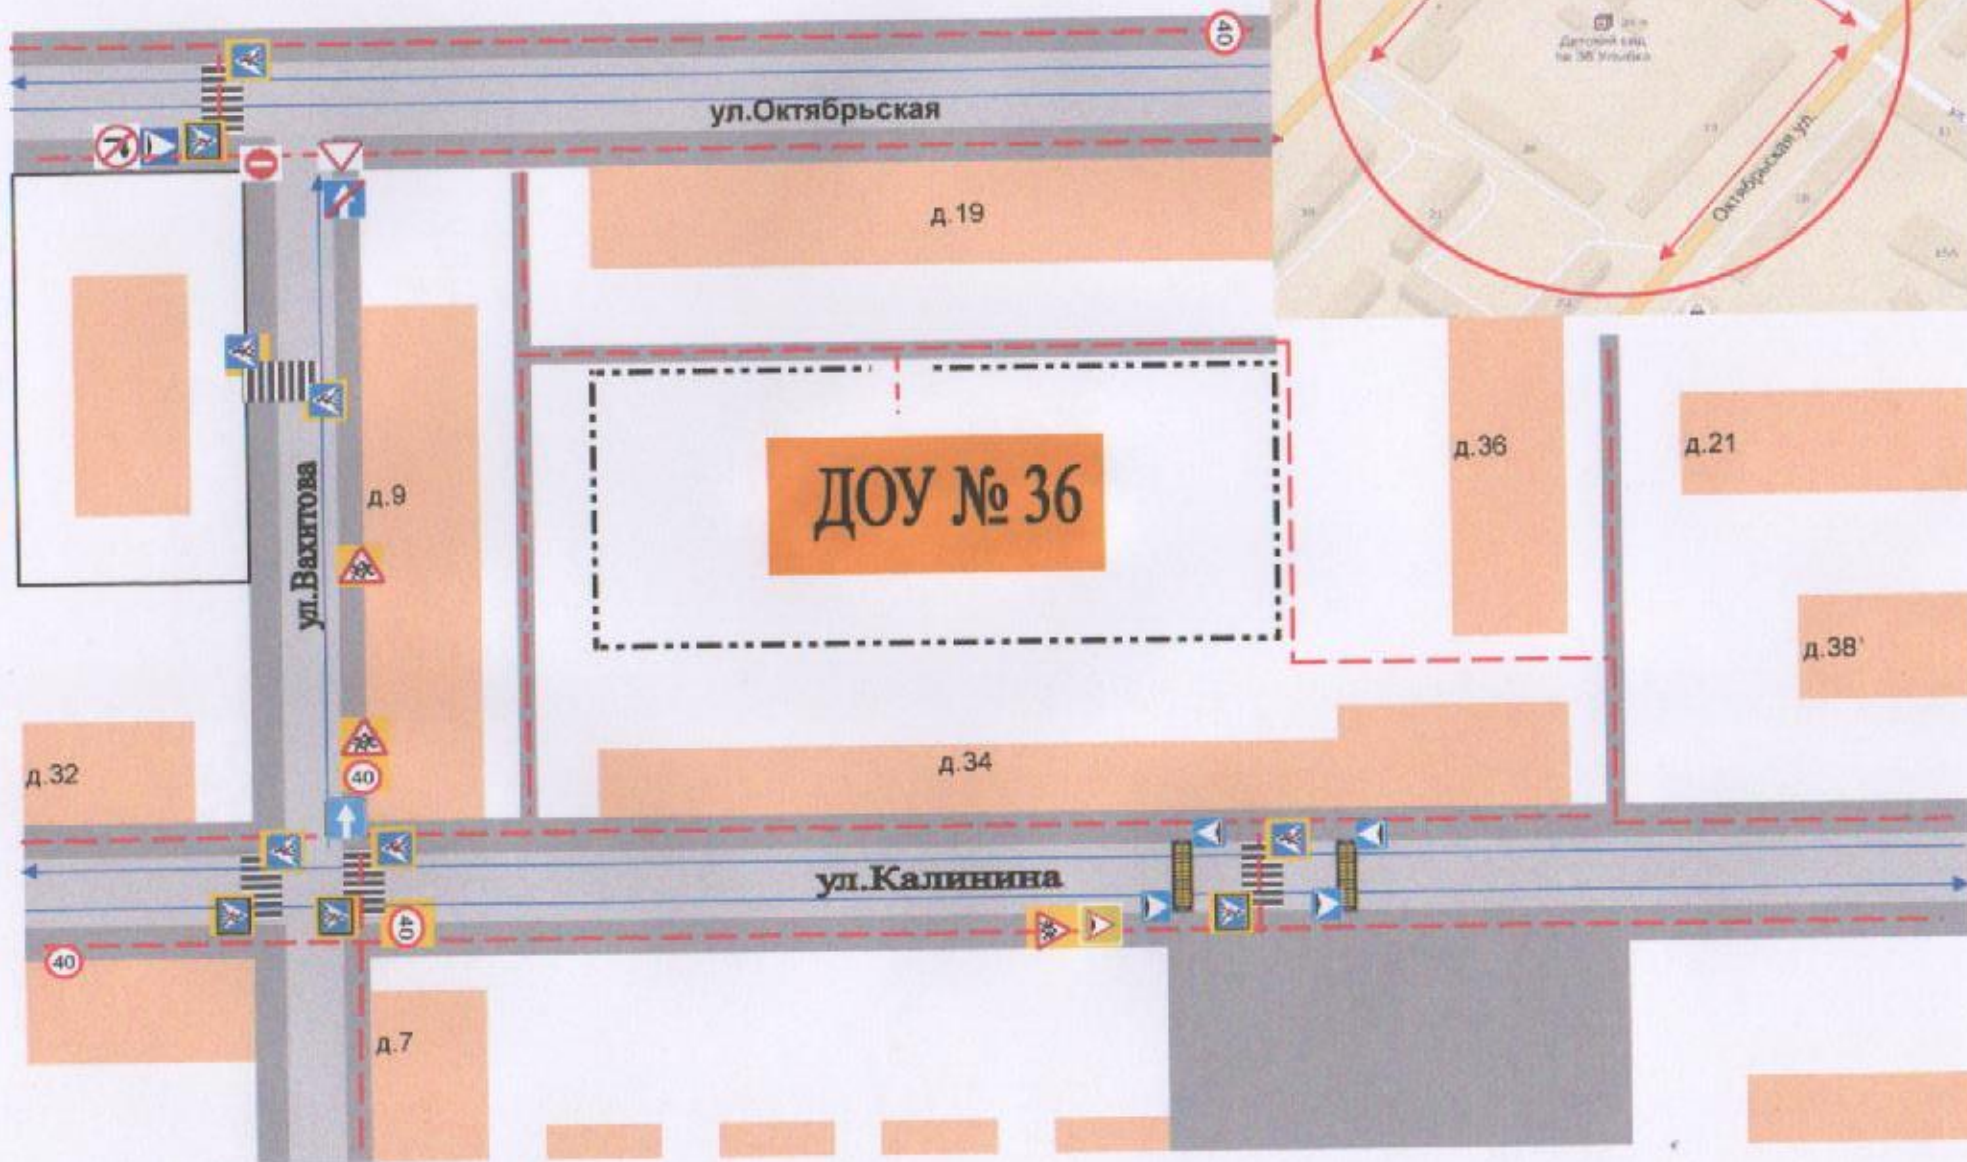 40
Детский сад
№ 36 Улыбка
ул.Октябрьская
Октябрьская ул.
д.19
д.36
д.21
ДОУ № 36
ул.Вахитова
д.9
д.38
д.32
д.34
40
ул.Калинина
40
40
д.7